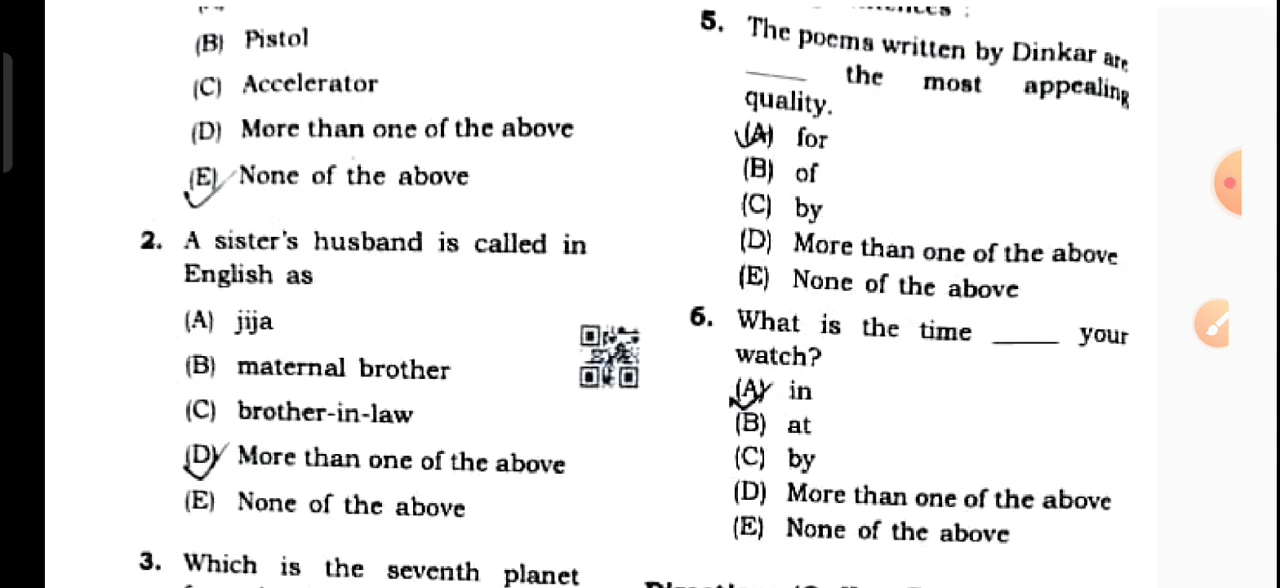 (B) Pistol
(C) Accelerator
(D) More than one of the above
(E) None of the above
2. A sister's husband is called in
English as
(A) jija
(B) maternal brother
(C) brother-in-law
(D) More than one of the above
(E) None of the above
3. Which is the seventh planet
5. The poems written by Dinkar are
____ the most appealing
quality.
(A) for
(B) of
(C) by
(D) More than one of the above
(E) None of the above
6. What is the time ____ your
watch?
(A) in
(B) at
(C) by
(D) More than one of the above
(E) None of the above